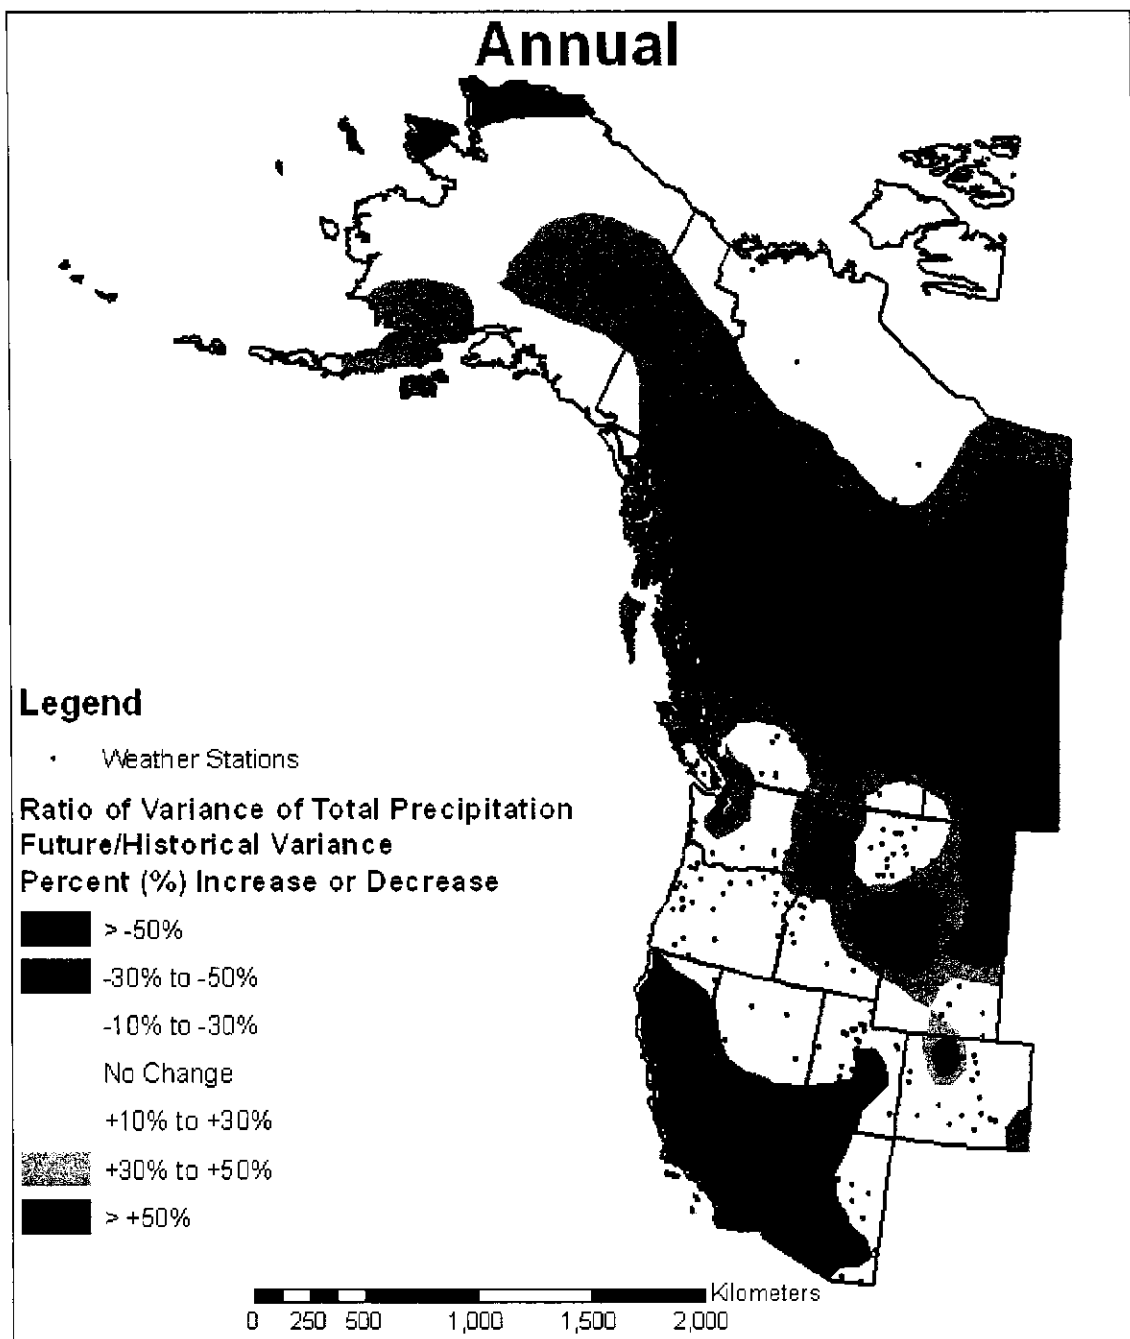 Annual
Legend
Weather Stations
Ratio of Variance of Total Precipitation
Future/Historical Variance
Percent (%) Increase or Decrease
> -50%
-30% to -50%
-10% to -30%
No Change
+10% to +30%
+30% to +50%
> +50%
Kilometers
0 250 500 1,000 1,500 2,000